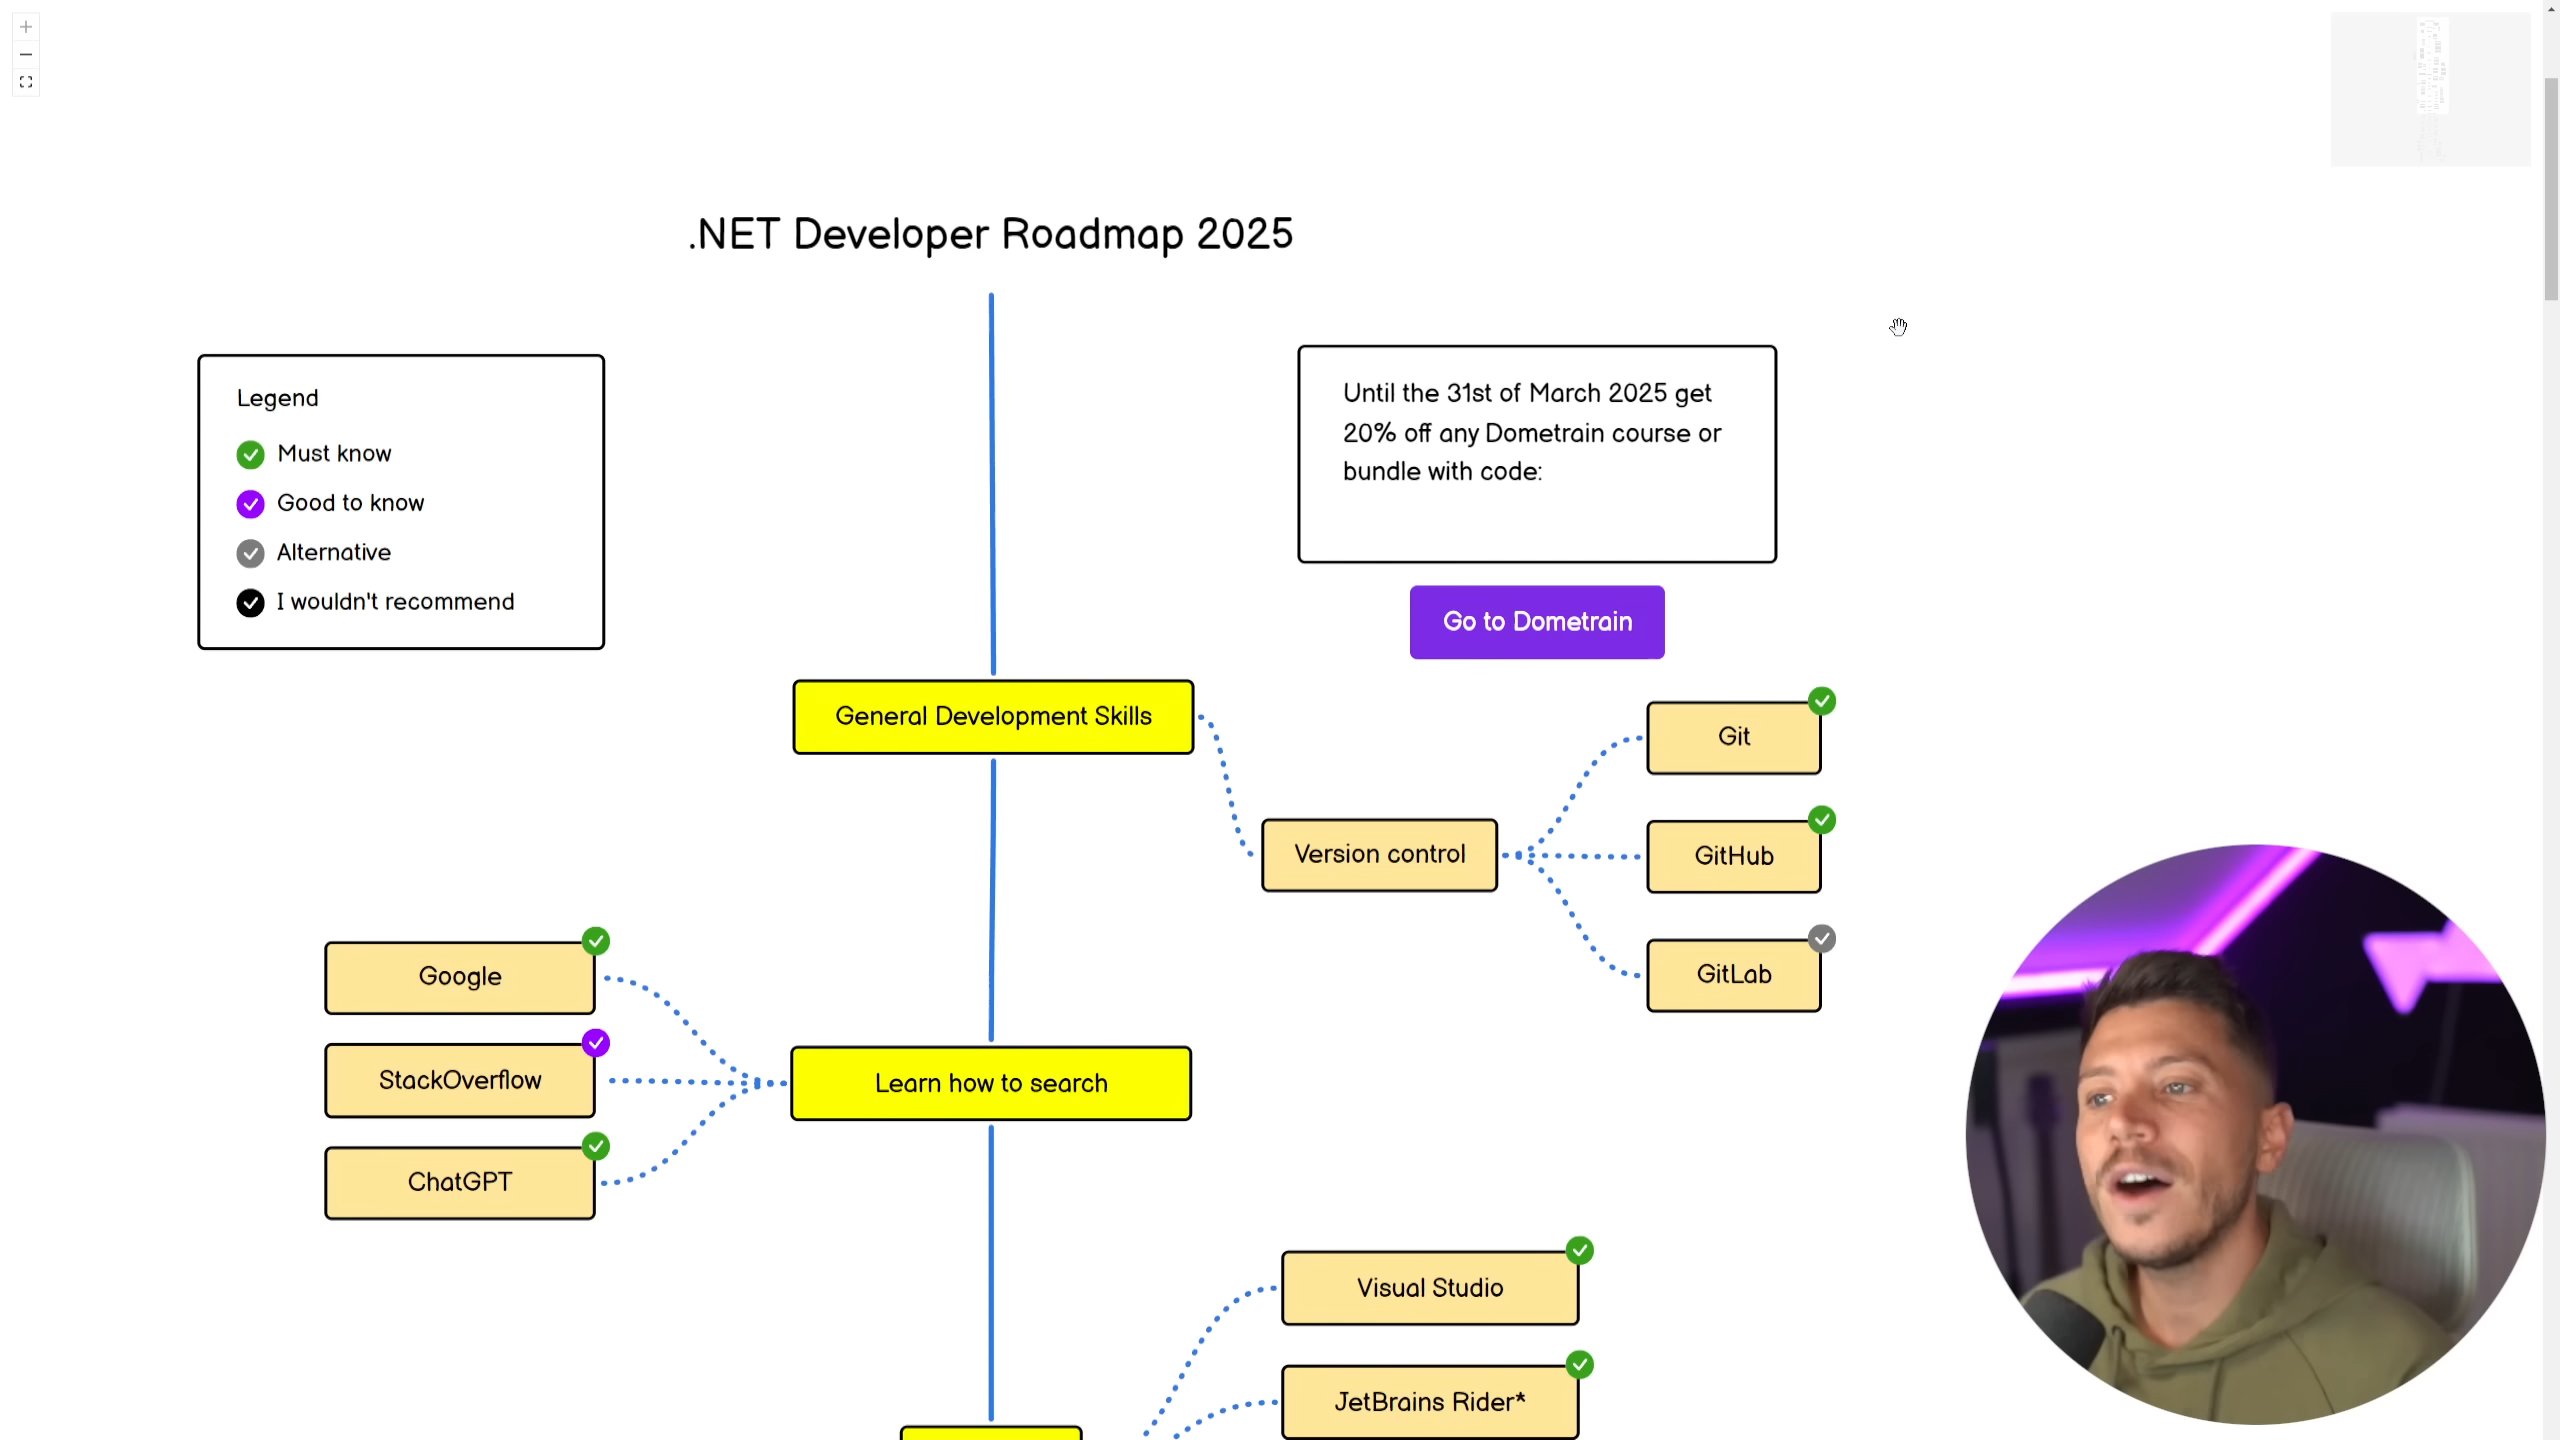 .NET Developer Roadmap 2025
Legend
Must know
Good to know
Alternative
I wouldn't recommend
Until the 31st of March 2025 get
20% off any Dometrain course or
bundle with code:
Go to Dometrain
General Development Skills
Git
Version control
GitHub
GitLab
Google
StackOverflow
ChatGPT
Learn how to search
Visual Studio
JetBrains Rider*